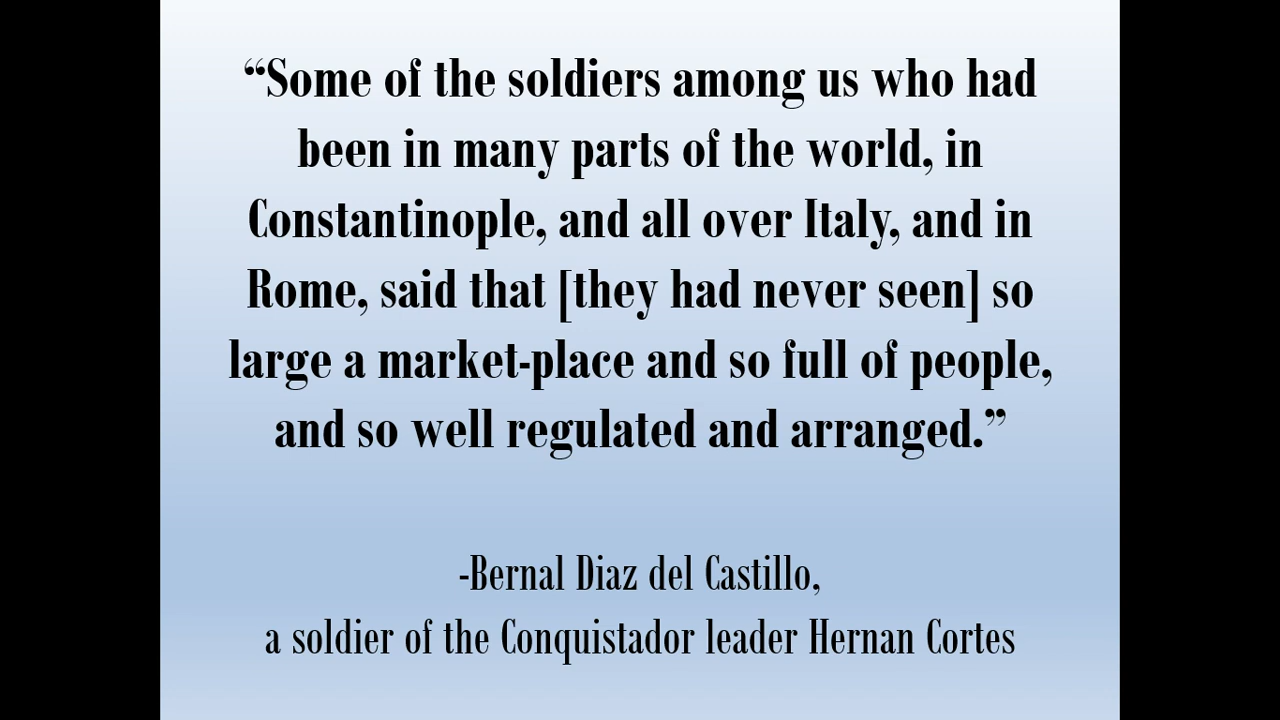 “Some of the soldiers among us who had
been in many parts of the world, in
Constantinople, and all over Italy, and in
Rome, said that [they had never seen] so
large a market-place and so full of people,
and so well regulated and arranged.”
-Bernal Diaz del Castillo,
a soldier of the Conquistador leader Hernan Cortes